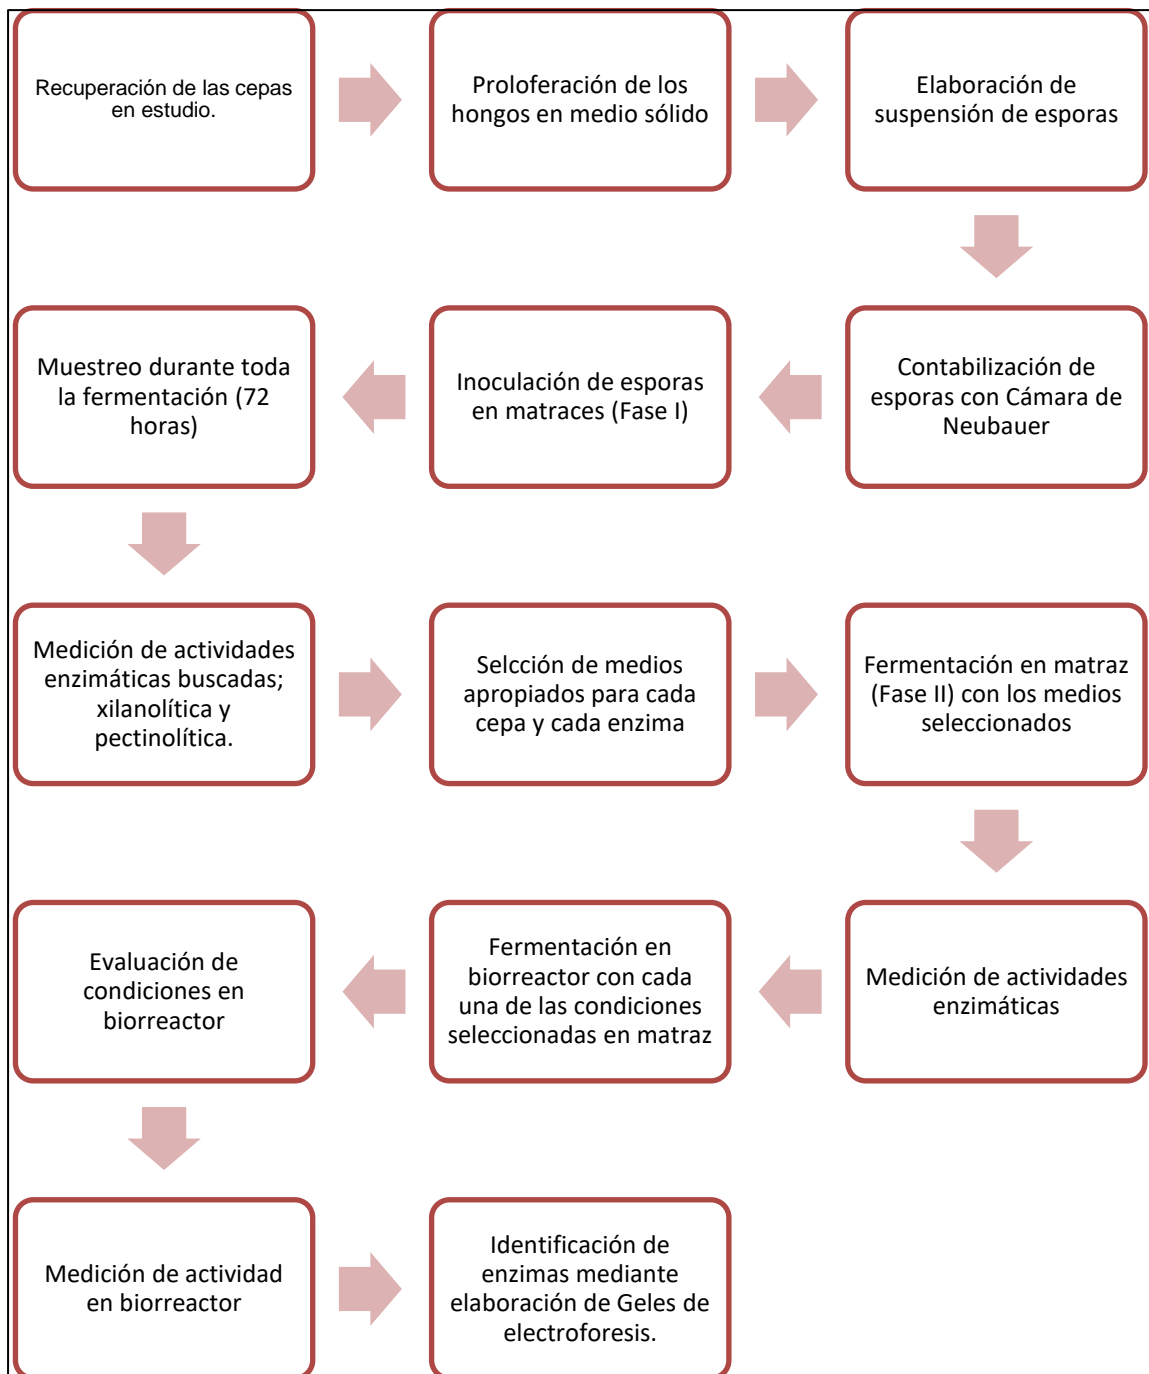 Recuperación de las cepas
en estudio.
Proloferación de los
hongos en medio sólido
Elaboración de
suspensión de esporas
Contabilización de
esporas con Cámara de
Neubauer
Inoculación de esporas
en matraces (Fase I)
Muestreo durante toda
la fermentación (72
horas)
Medición de actividades
enzimáticas buscadas;
xilanolítica y
pectinolítica.
Selcción de medios
apropiados para cada
cepa y cada enzima
Fermentación en matraz
(Fase II) con los medios
seleccionados
Medición de actividades
enzimáticas
Fermentación en
biorreactor con cada
una de las condiciones
seleccionadas en matraz
Evaluación de
condiciones en
biorreactor
Medición de actividad
en biorreactor
Identificación de
enzimas mediante
elaboración de Geles de
electroforesis.